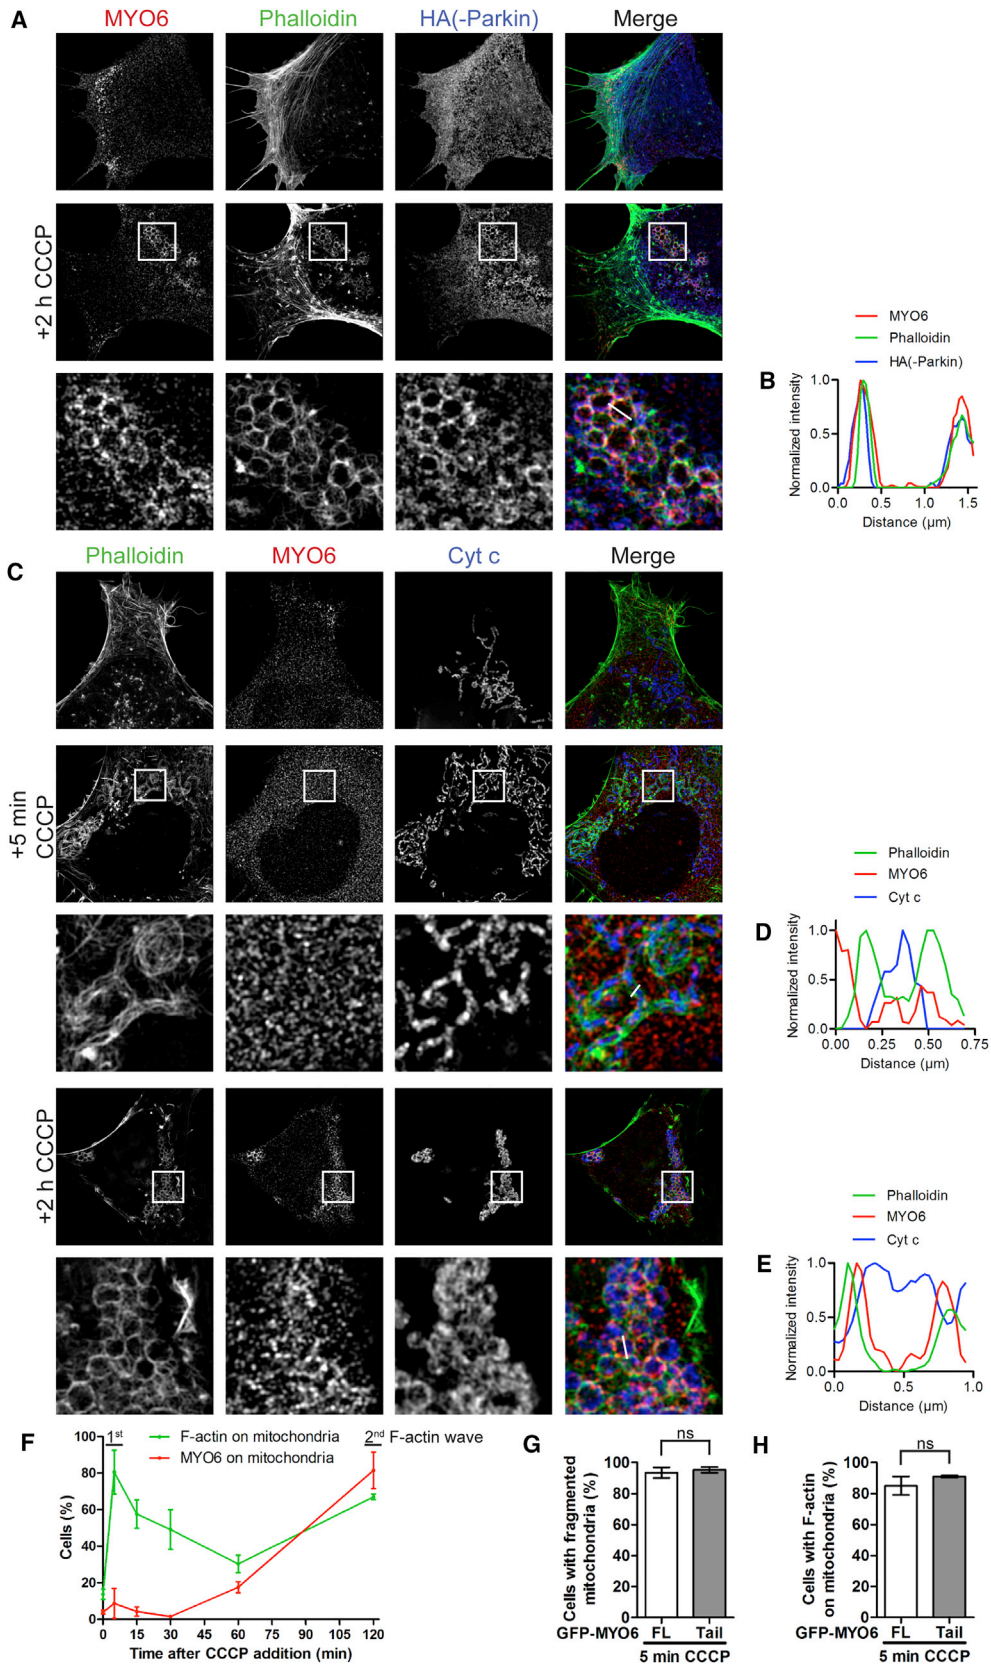 A
MYO6 Phalloidin HA(-Parkin) Merge
+2 h CCCP
B
MYO6
Phalloidin
HA(-Parkin)
Normalized intensity
1.0
0.5
0.0
0.0 0.5 1.0 1.5
Distance (µm)
C
Phalloidin MYO6 Cyt c Merge
+5 min
CCCP
+2 h CCCP
D
Phalloidin
MYO6
Cyt c
Normalized intensity
1.0
0.5
0.0
0.00 0.25 0.50 0.75
Distance (µm)
E
Phalloidin
MYO6
Cyt c
Normalized intensity
1.0
0.5
0.0
0.0 0.5 1.0
Distance (µm)
F
1st
F-actin on mitochondria
MYO6 on mitochondria
2nd F-actin wave
Cells (%)
100
80
60
40
20
0
0 15 30 45 60 75 90 105 120
Time after CCCP addition (min)
G
ns
Cells with fragmented
mitochondria (%)
100
80
60
40
20
0
GFP-MYO6 FL Tail
5 min CCCP
H
ns
Cells with F-actin
on mitochondria (%)
100
80
60
40
20
0
GFP-MYO6 FL Tail
5 min CCCP